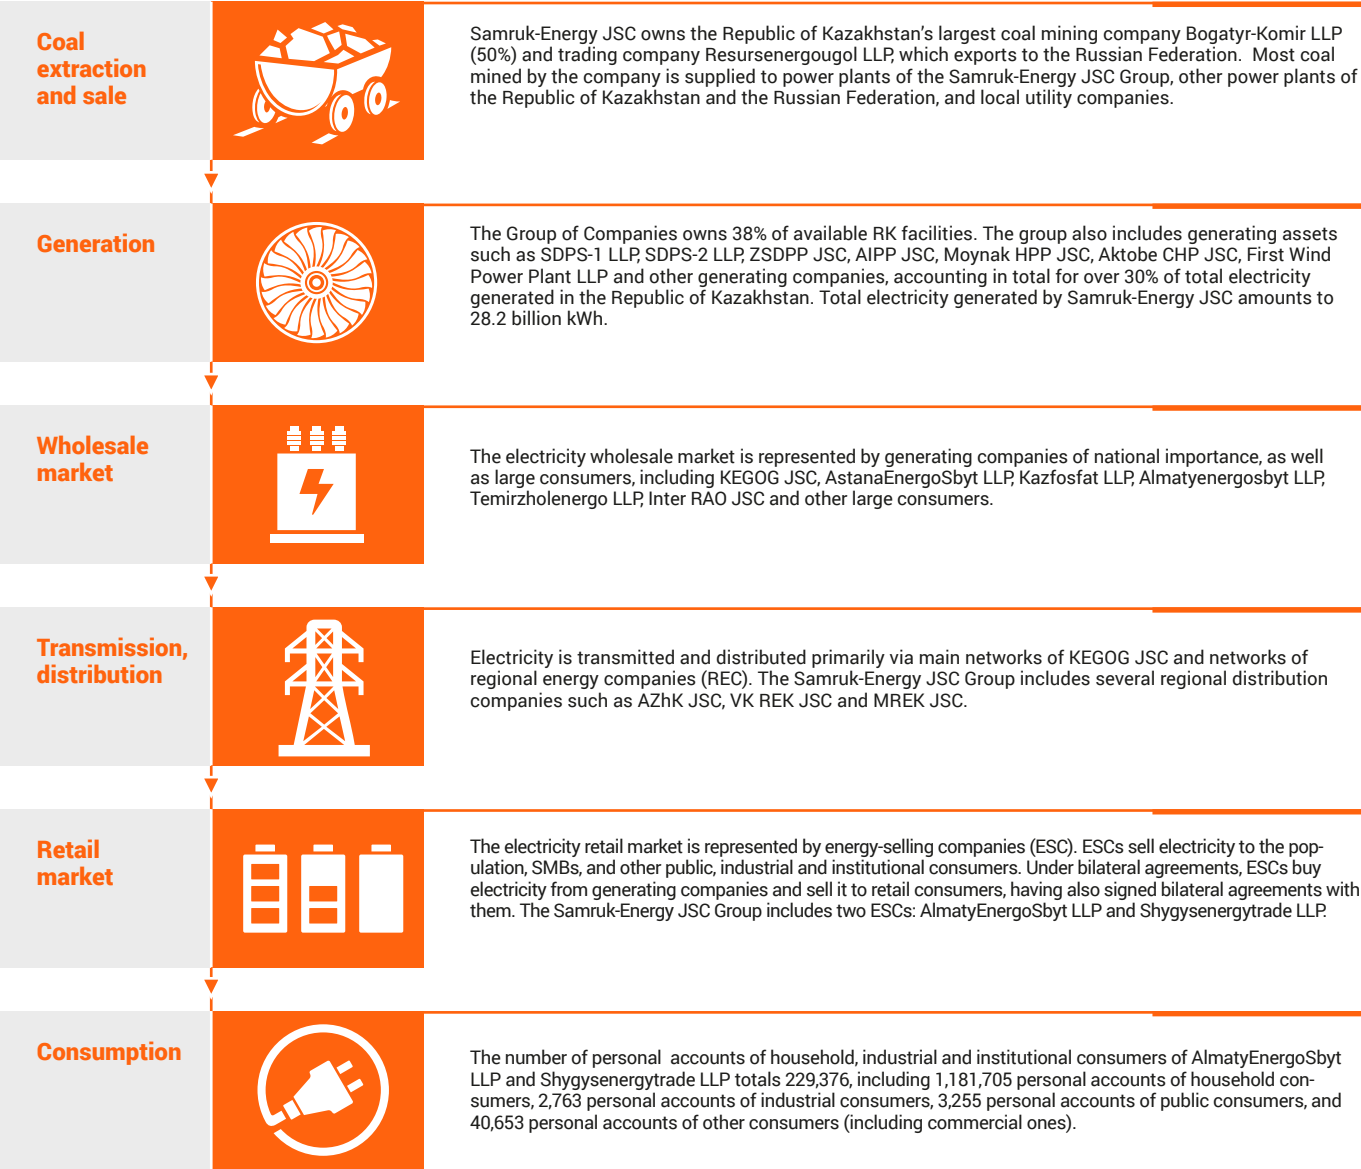 Coal
extraction
and sale
Samruk-Energy JSC owns the Republic of Kazakhstan's largest coal mining company Bogatyr-Komir LLP
(50%) and trading company Resursenergougol LLP, which exports to the Russian Federation. Most coal
mined by the company is supplied to power plants of the Samruk-Energy JSC Group, other power plants of
the Republic of Kazakhstan and the Russian Federation, and local utility companies.
Generation
The Group of Companies owns 38% of available RK facilities. The group also includes generating assets
such as SDPS-1 LLP, SDPS-2 LLP, ZSDPP JSC, AIPP JSC, Moynak HPP JSC, Aktobe CHP JSC, First Wind
Power Plant LLP and other generating companies, accounting in total for over 30% of total electricity
generated in the Republic of Kazakhstan. Total electricity generated by Samruk-Energy JSC amounts to
28.2 billion kWh.
Wholesale
market
The electricity wholesale market is represented by generating companies of national importance, as well
as large consumers, including KEGOG JSC, AstanaEnergoSbyt LLP, Kazfosfat LLP, Almatyenergosbyt LLP,
Temirzholenergo LLP, Inter RAO JSC and other large consumers.
Transmission,
distribution
Electricity is transmitted and distributed primarily via main networks of KEGOG JSC and networks of
regional energy companies (REC). The Samruk-Energy JSC Group includes several regional distribution
companies such as AZhK JSC, VK REK JSC and MREK JSC.
Retail
market
The electricity retail market is represented by energy-selling companies (ESC). ESCs sell electricity to the pop-
ulation, SMBs, and other public, industrial and institutional consumers. Under bilateral agreements, ESCs buy
electricity from generating companies and sell it to retail consumers, having also signed bilateral agreements with
them. The Samruk-Energy JSC Group includes two ESCs: AlmatyEnergoSbyt LLP and Shygysenergytrade LLP.
Consumption
The number of personal accounts of household, industrial and institutional consumers of AlmatyEnergoSbyt
LLP and Shygysenergytrade LLP totals 229,376, including 1,181,705 personal accounts of household con-
sumers, 2,763 personal accounts of industrial consumers, 3,255 personal accounts of public consumers, and
40,653 personal accounts of other consumers (including commercial ones).